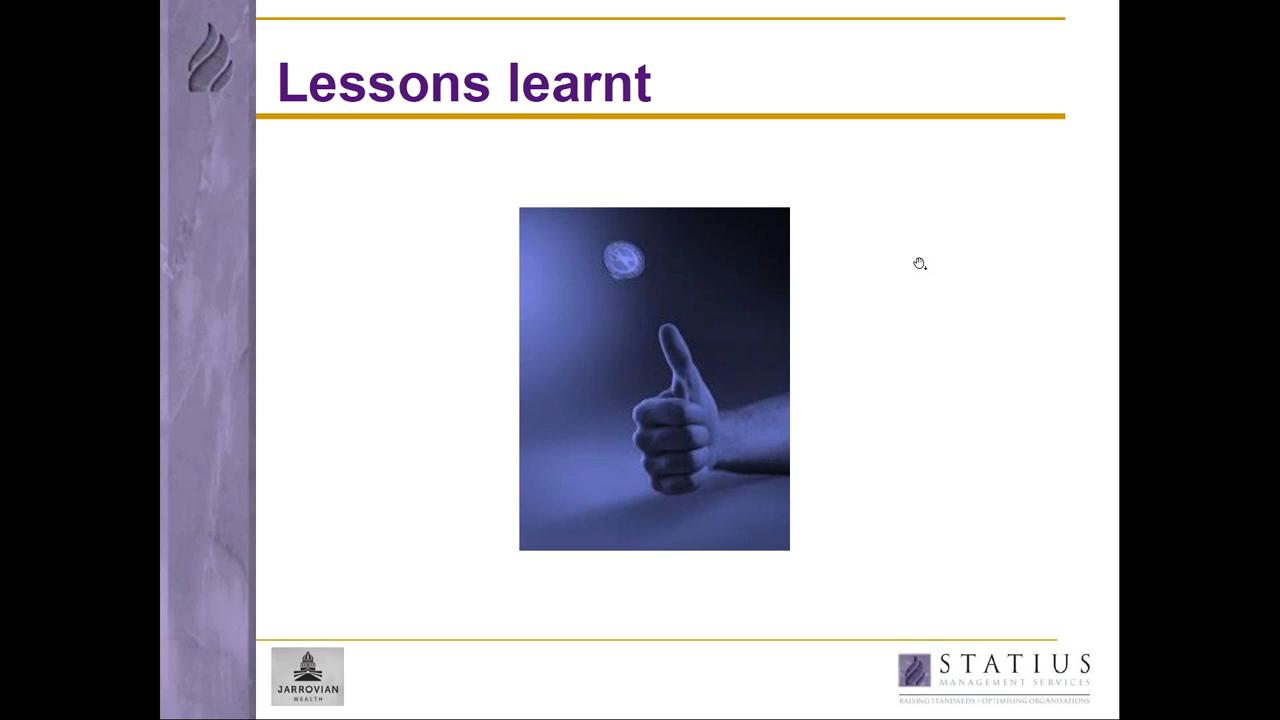 Lessons learnt
JARROVIAN
WEALTH
STATIUS
MANAGEMENT SERVICES
RAISING STANDARDS • OPTIMISING ORGANISATIONS